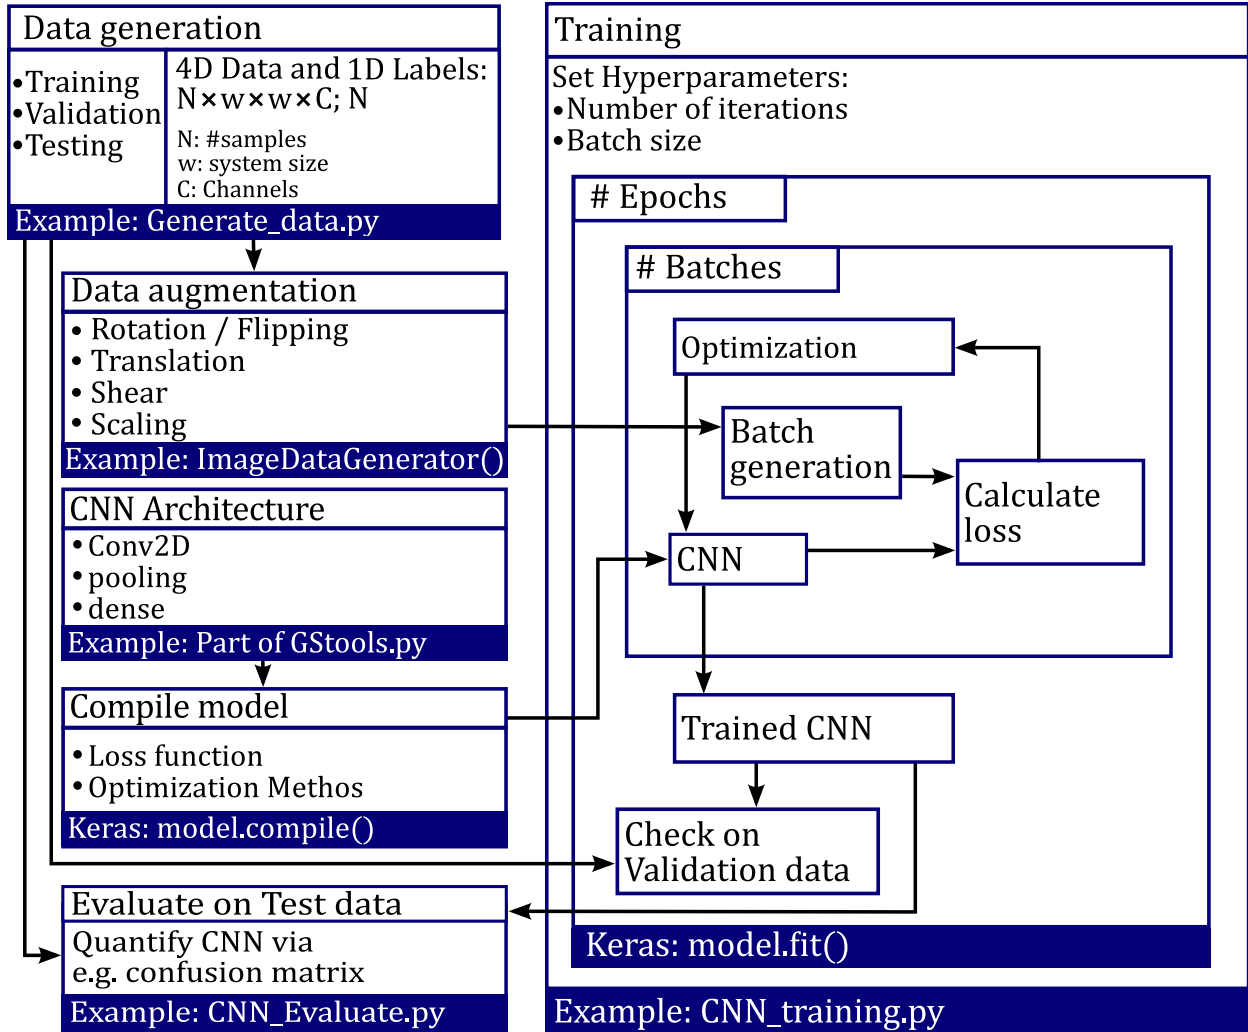 Data generation
•Training
•Validation
•Testing
4D Data and 1D Labels:
N×w×w×C; N
N: #samples
w: system size
C: Channels
Example: Generate_data.py
Data augmentation
• Rotation / Flipping
• Translation
• Shear
• Scaling
Example: ImageDataGenerator()
CNN Architecture
• Conv2D
• pooling
• dense
Example: Part of GStools.py
Compile model
• Loss function
• Optimization Methos
Keras: model.compile()
Evaluate on Test data
Quantify CNN via
e.g. confusion matrix
Example: CNN_Evaluate.py
Training
Set Hyperparameters:
•Number of iterations
•Batch size
# Epochs
# Batches
Optimization
Batch
generation
Calculate
loss
CNN
Trained CNN
Check on
Validation data
Keras: model.fit()
Example: CNN_training.py